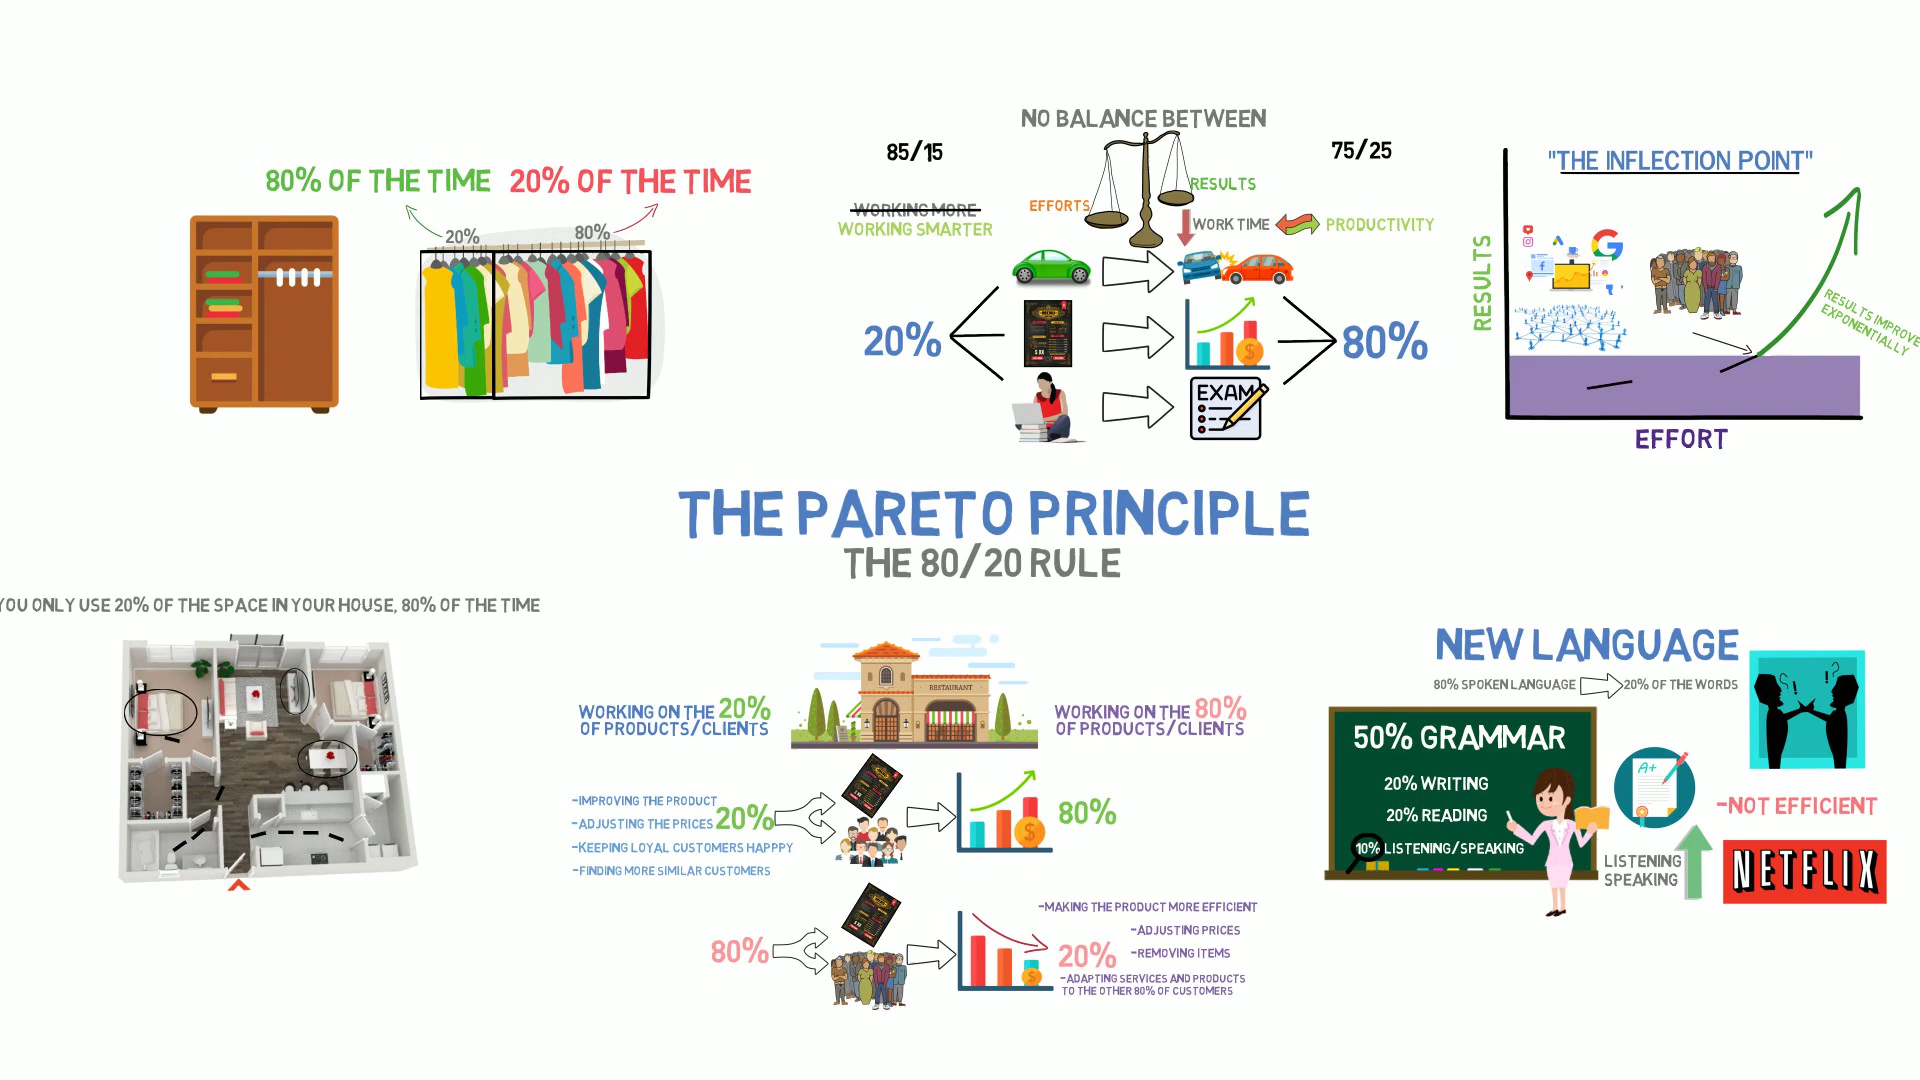 80% OF THE TIME
20% OF THE TIME
20%
80%
NO BALANCE BETWEEN
85/15
75/25
EFFORTS
RESULTS
WORKING MORE
WORKING SMARTER
WORK TIME
PRODUCTIVITY
20%
EXAM
80%
"THE INFLECTION POINT"
RESULTS
RESULTS IMPROVE
EXPONENTIALLY
EFFORT
THE PARETO PRINCIPLE
THE 80/20 RULE
YOU ONLY USE 20% OF THE SPACE IN YOUR HOUSE, 80% OF THE TIME
RESTAURANT
WORKING ON THE 20%
OF PRODUCTS/CLIENTS
WORKING ON THE 80%
OF PRODUCTS/CLIENTS
-IMPROVING THE PRODUCT
-ADJUSTING THE PRICES
-KEEPING LOYAL CUSTOMERS HAPPPY
-FINDING MORE SIMILAR CUSTOMERS
20%
80%
80%
20%
-MAKING THE PRODUCT MORE EFFICIENT
-ADJUSTING PRICES
-REMOVING ITEMS
-ADAPTING SERVICES AND PRODUCTS
TO THE OTHER 80% OF CUSTOMERS
NEW LANGUAGE
80% SPOKEN LANGUAGE
20% OF THE WORDS
50% GRAMMAR
20% WRITING
20% READING
10% LISTENING/SPEAKING
A+
-NOT EFFICIENT
LISTENING
SPEAKING
NETFLIX